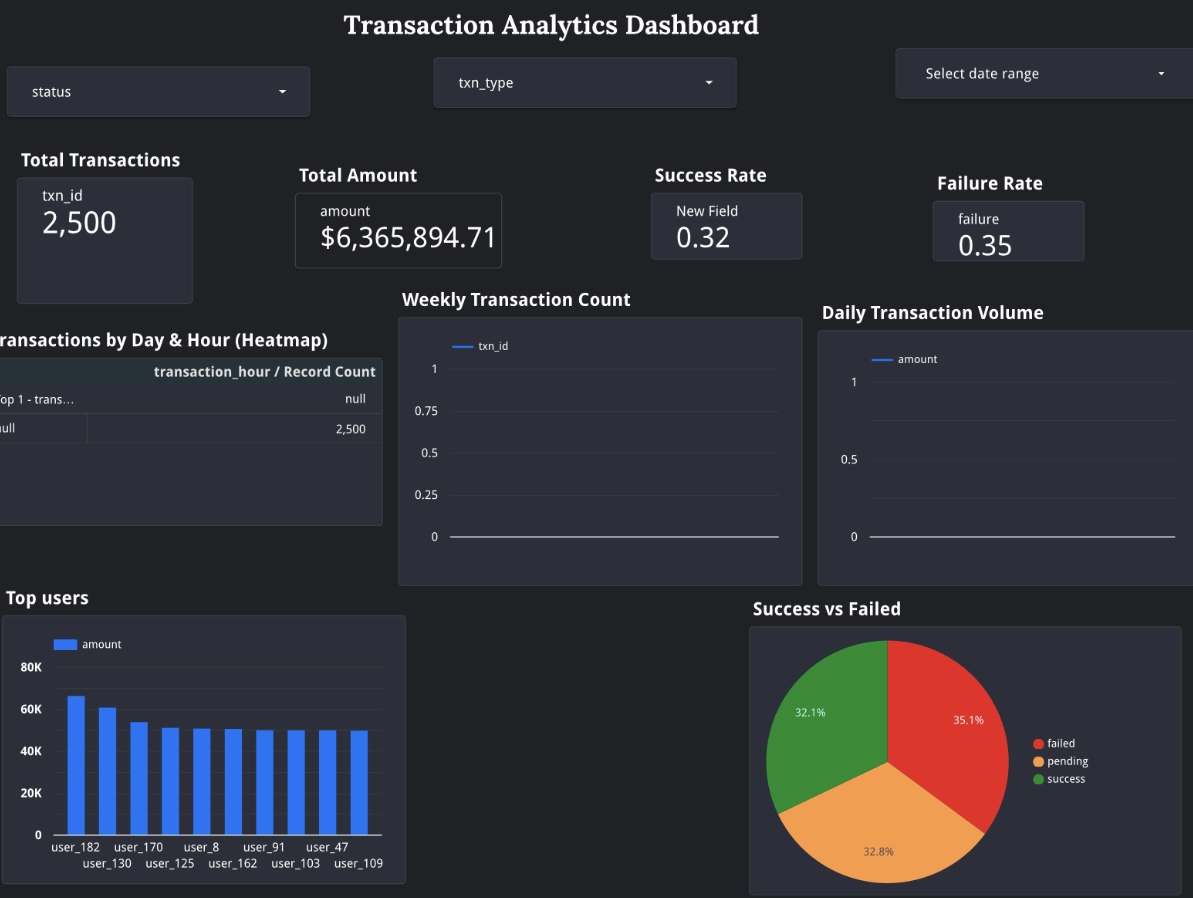 Transaction Analytics Dashboard
status
txn_type
Select date range
Total Transactions
txn_id
2,500
Total Amount
amount
$6,365,894.71
Success Rate
New Field
0.32
Failure Rate
failure
0.35
ransactions by Day & Hour (Heatmap)
transaction_hour / Record Count
op 1 - trans…
null
ull
2,500
Weekly Transaction Count
txn_id
1
0.75
0.5
0.25
0
Daily Transaction Volume
amount
1
0.5
0
Top users
amount
80K
60K
40K
20K
0
user_182 user_170 user_8 user_91 user_47
user_130 user_125 user_162 user_103 user_109
Success vs Failed
32.1%
35.1%
32.8%
failed
pending
success